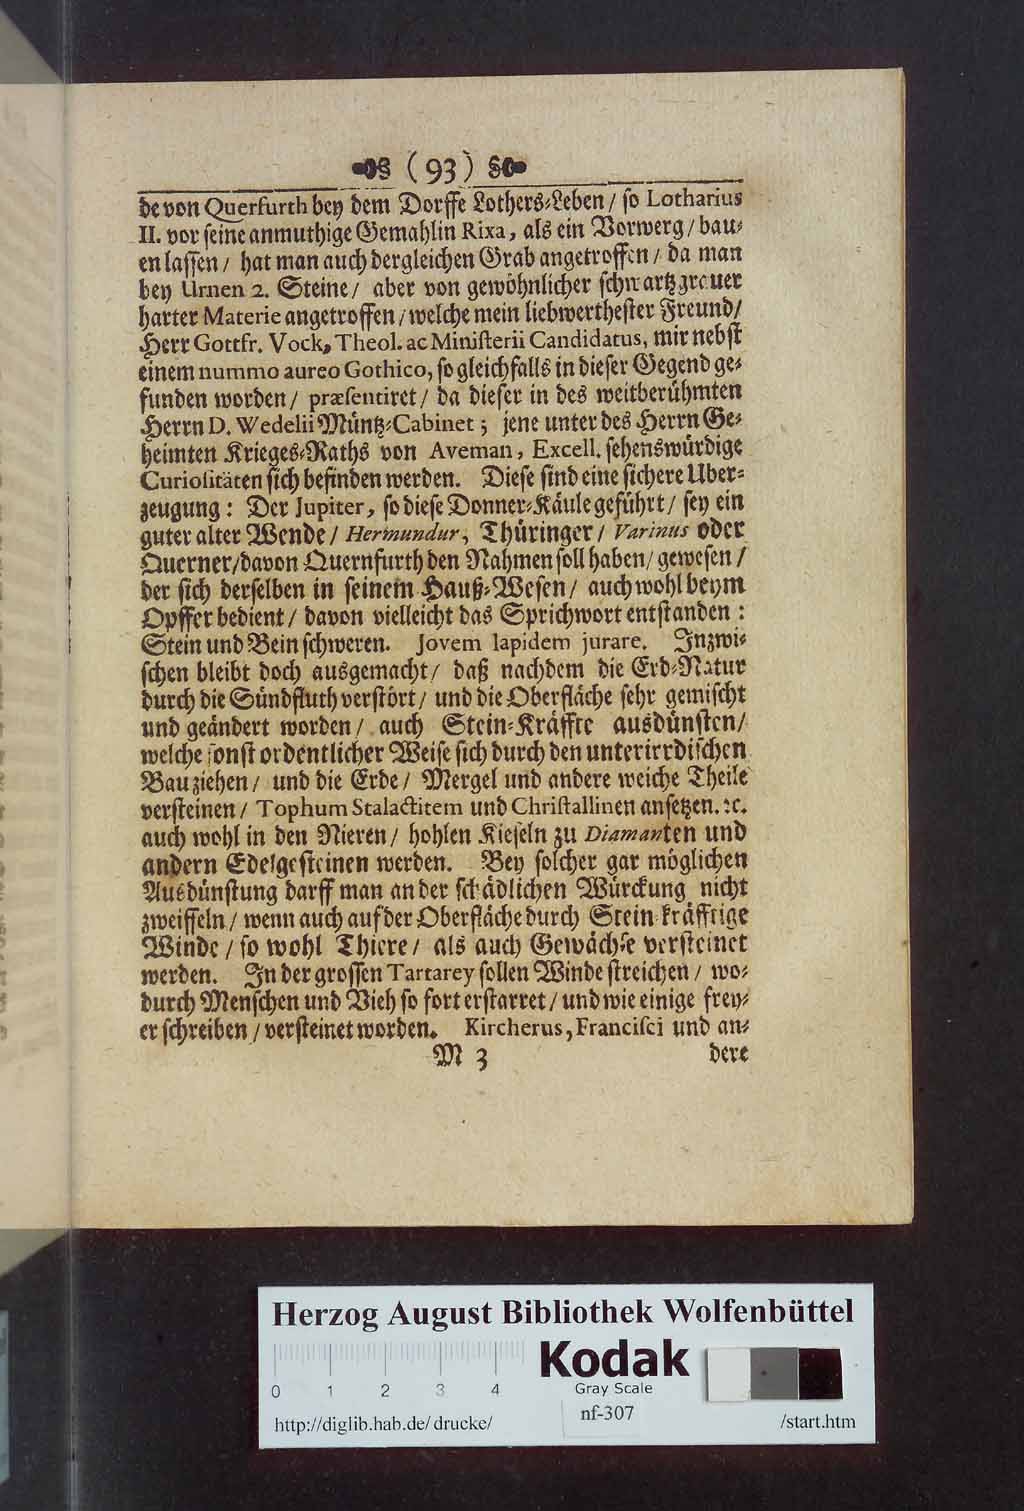 (93)
de von Querfurth bey dem Dorffe Lothers-Leben / so Lotharius
II. vor seine anmuthige Gemahlin Rixa, als ein Vorwerg / bau-
en lassen / hat man auch dergleichen Grab angetroffen / da man
bey Urnen 2. Steine / aber von gewöhnlicher schwartzgrauer
harter Materie angetroffen / welche mein liebwerthester Freund /
Herr Gottfr. Vock, Theol. ac Ministerii Candidatus, mir nebst
einem nummo aureo Gothico, so gleichfalls in dieser Gegend ge-
funden worden / præsentiret / da dieser in des weitberühmten
Herrn D. Wedelii Müntz-Cabinet; jene unter des Herrn Ge-
heimten Krieges-Raths von Aveman, Excell. sehenswürdige
Curiositäten sich befinden werden. Diese sind eine sichere Uber-
zeugung: Der Jupiter, so diese Donner-Käule geführt / sey ein
guter alter Wende / Hermundur, Thüringer / Varinus oder
Querner / davon Quernfurth den Nahmen soll haben / gewesen /
der sich derselben in seinem Hauß-Wesen / auch wohl beym
Opffer bedient / davon vielleicht das Sprichwort entstanden:
Stein und Bein schweren. Jovem lapidem jurare. Inzwi-
schen bleibt doch ausgemacht / daß nachdem die Erd-Natur
durch die Sündfluth verstört / und die Oberfläche sehr gemischt
und geändert worden / auch Stein-Kräffte ausdünsten /
welche sonst ordentlicher Weise sich durch den unterirrdischen
Bau ziehen / und die Erde / Mergel und andere weiche Theile
versteinen / Tophum Stalactitem und Christallinen ansetzen. ꝛc.
auch wohl in den Nieren / hohlen Kieseln zu Diamanten und
andern Edelgesteinen werden. Bey solcher gar möglichen
Ausdünstung darff man an der schädlichen Würckung nicht
zweiffeln / wenn auch auf der Oberfläche durch Stein kräfftige
Winde / so wohl Thiere / als auch Gewächse versteinet
werden. In der grossen Tartarey sollen Winde streichen / wo-
durch Menschen und Vieh so fort erstarret / und wie einige frey-
er schreiben / versteinet worden. Kircherus, Francisci und an-
M 3 dere
Herzog August Bibliothek Wolfenbüttel
Kodak
Gray Scale
0 1 2 3 4
nf-307
http://diglib.hab.de/drucke/ /start.htm